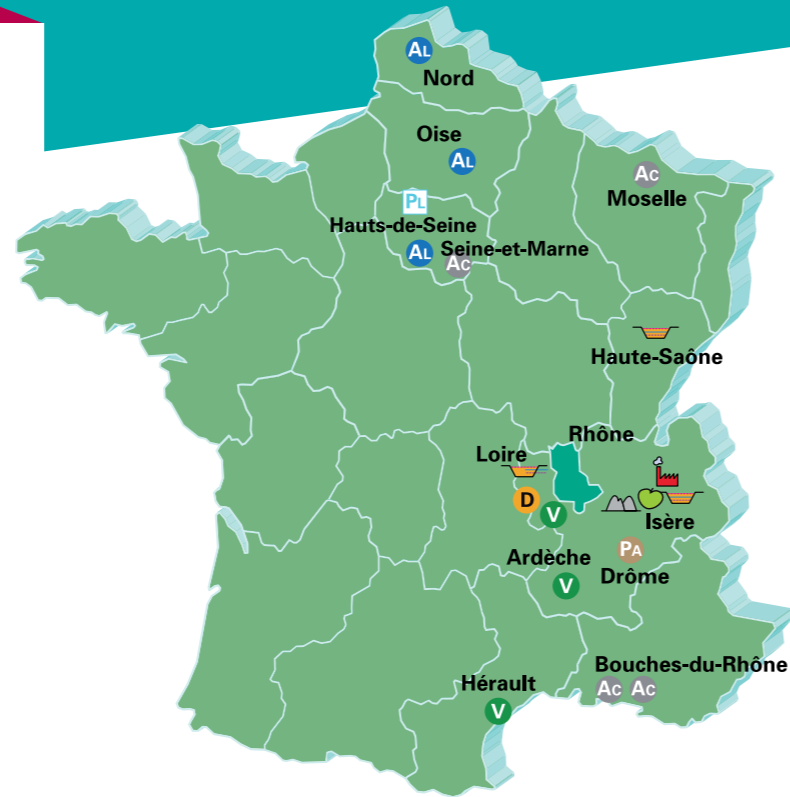 AL
Nord
Oise
AL
AC
Moselle
PL
Hauts-de-Seine
AL
Seine-et-Marne
AC
Haute-Saône
Rhône
Loire
D
V
Isère
Ardèche
PA
V
Drôme
Bouches-du-Rhône
AC AC
Hérault
V